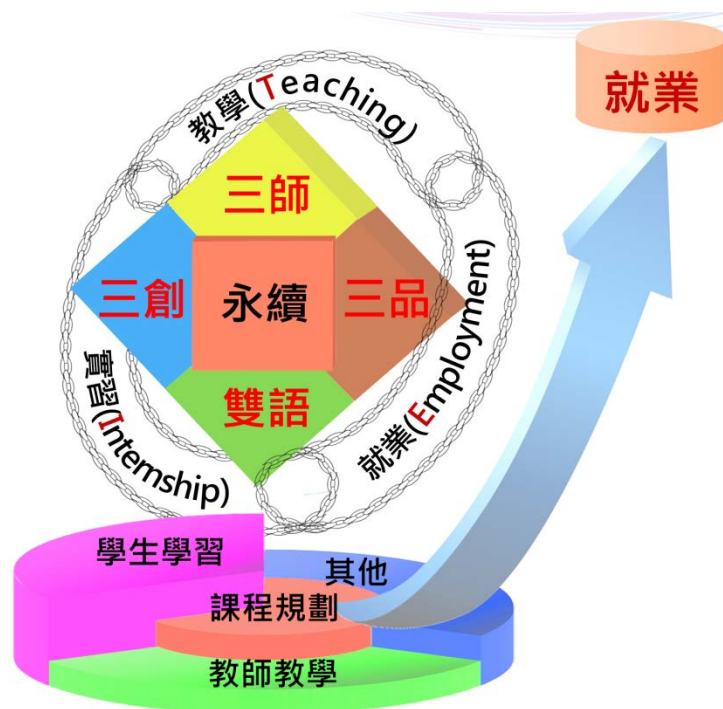 教學(Teaching)
就業
三師
三創
永續
三品
雙語
實習(Internship)
就業(Employment)
學生學習
其他
課程規劃
教師教學